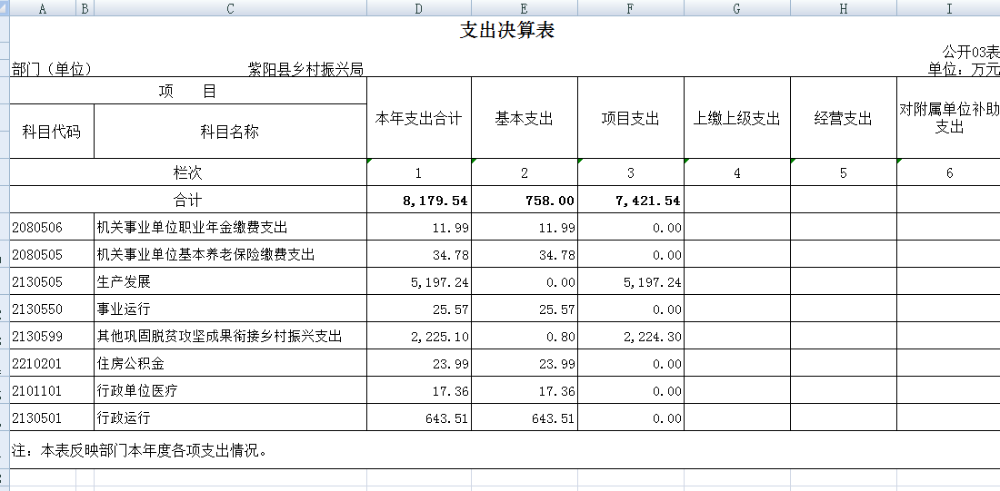 A B C D E F G H I
支出决算表
公开03表
部门（单位） 紫阳县乡村振兴局 单位：万元
项 目
科目代码 科目名称 本年支出合计 基本支出 项目支出 上缴上级支出 经营支出 对附属单位补助
支出
栏次 1 2 3 4 5 6
合计 8,179.54 758.00 7,421.54
2080506 机关事业单位职业年金缴费支出 11.99 11.99 0.00
2080505 机关事业单位基本养老保险缴费支出 34.78 34.78 0.00
2130505 生产发展 5,197.24 0.00 5,197.24
2130550 事业运行 25.57 25.57 0.00
2130599 其他巩固脱贫攻坚成果衔接乡村振兴支出 2,225.10 0.80 2,224.30
2210201 住房公积金 23.99 23.99 0.00
2101101 行政单位医疗 17.36 17.36 0.00
2130501 行政运行 643.51 643.51 0.00
注：本表反映部门本年度各项支出情况。